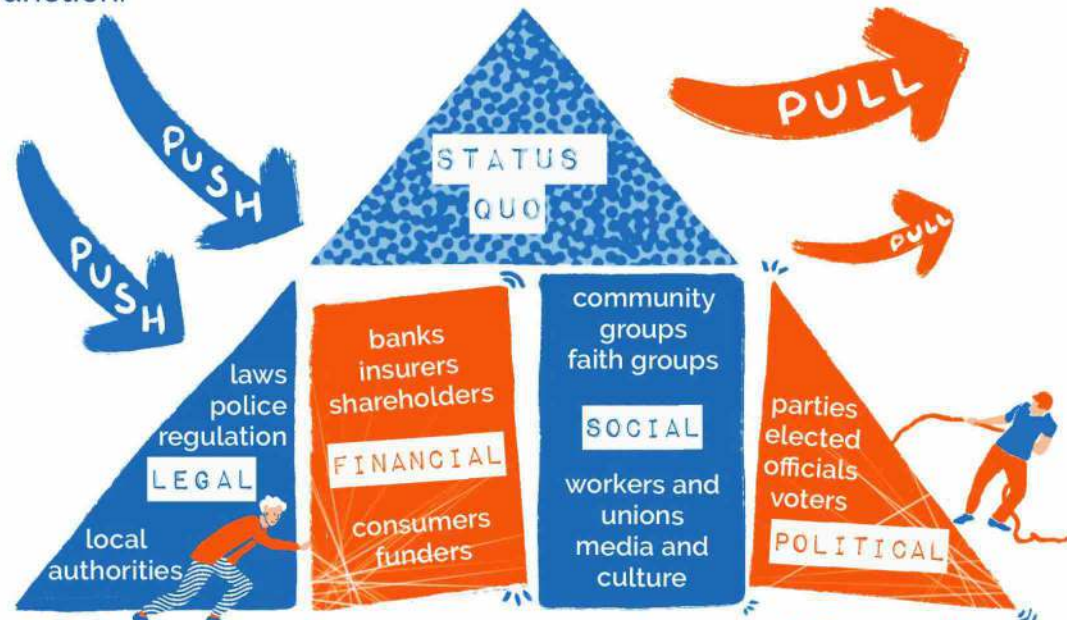 PUSH
PUSH
STATUS
QUO
PULL
PULL
laws
police
regulation
LEGAL
local
authorities
banks
insurers
shareholders
FINANCIAL
consumers
funders
community
groups
faith groups
SOCIAL
workers and
unions
media and
culture
parties
elected
officials
voters
POLITICAL